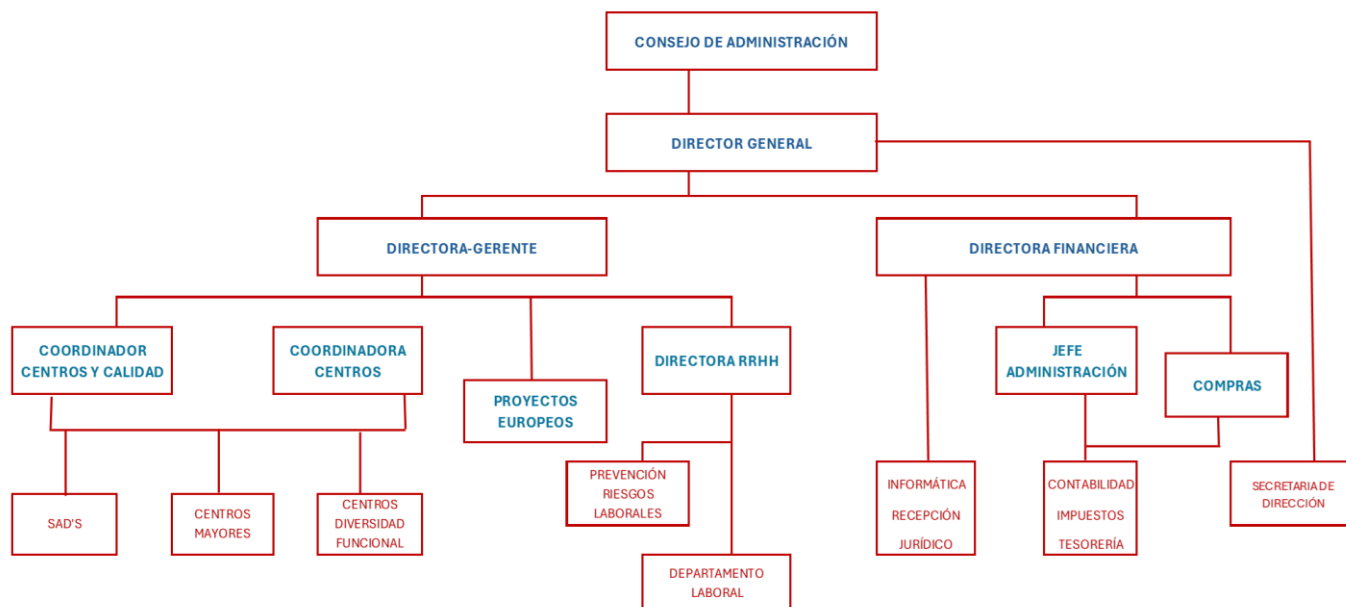 CONSEJO DE ADMINISTRACIÓN
DIRECTOR GENERAL
DIRECTORA-GERENTE
DIRECTORA FINANCIERA
COORDINADOR
CENTROS Y CALIDAD
COORDINADORA
CENTROS
PROYECTOS
EUROPEOS
DIRECTORA RRHH
JEFE
ADMINISTRACIÓN
COMPRAS
SAD'S
CENTROS
MAYORES
CENTROS
DIVERSIDAD
FUNCIONAL
PREVENCIÓN
RIESGOS
LABORALES
DEPARTAMENTO
LABORAL
INFORMÁTICA
RECEPCIÓN
JURÍDICO
CONTABILIDAD
IMPUESTOS
TESORERÍA
SECRETARIA DE
DIRECCIÓN